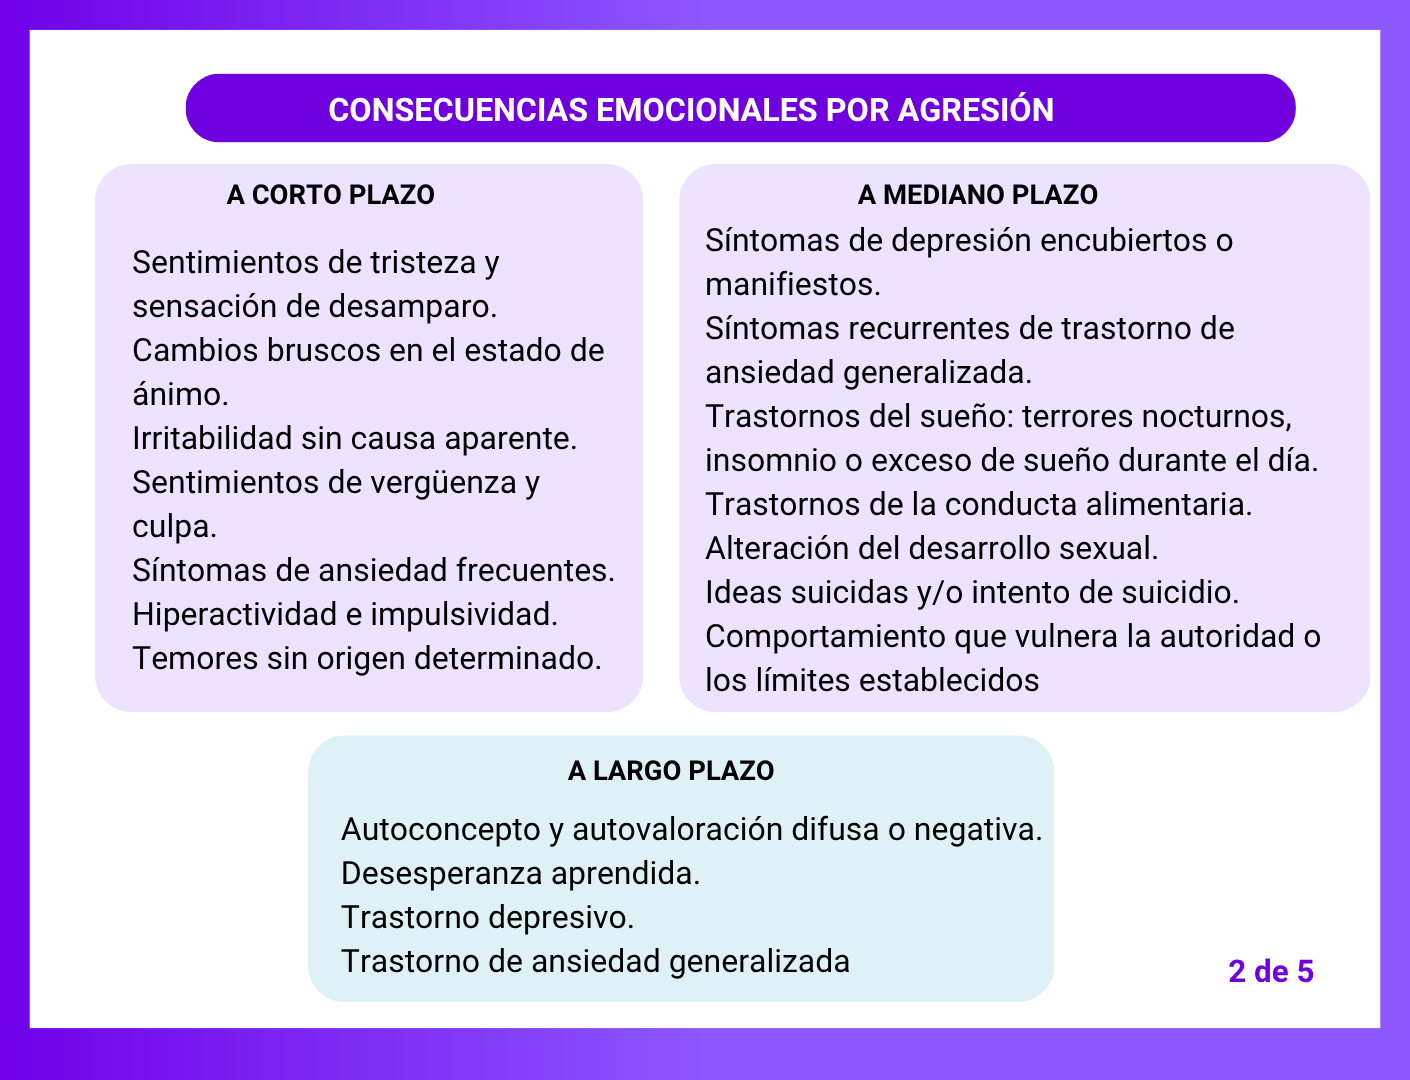 CONSECUENCIAS EMOCIONALES POR AGRESIÓN
A CORTO PLAZO
Sentimientos de tristeza y
sensación de desamparo.
Cambios bruscos en el estado de
ánimo.
Irritabilidad sin causa aparente.
Sentimientos de vergüenza y
culpa.
Síntomas de ansiedad frecuentes.
Hiperactividad e impulsividad.
Temores sin origen determinado.
A MEDIANO PLAZO
Síntomas de depresión encubiertos o
manifiestos.
Síntomas recurrentes de trastorno de
ansiedad generalizada.
Trastornos del sueño: terrores nocturnos,
insomnio o exceso de sueño durante el día.
Trastornos de la conducta alimentaria.
Alteración del desarrollo sexual.
Ideas suicidas y/o intento de suicidio.
Comportamiento que vulnera la autoridad o
los límites establecidos
A LARGO PLAZO
Autoconcepto y autovaloración difusa o negativa.
Desesperanza aprendida.
Trastorno depresivo.
Trastorno de ansiedad generalizada
2 de 5